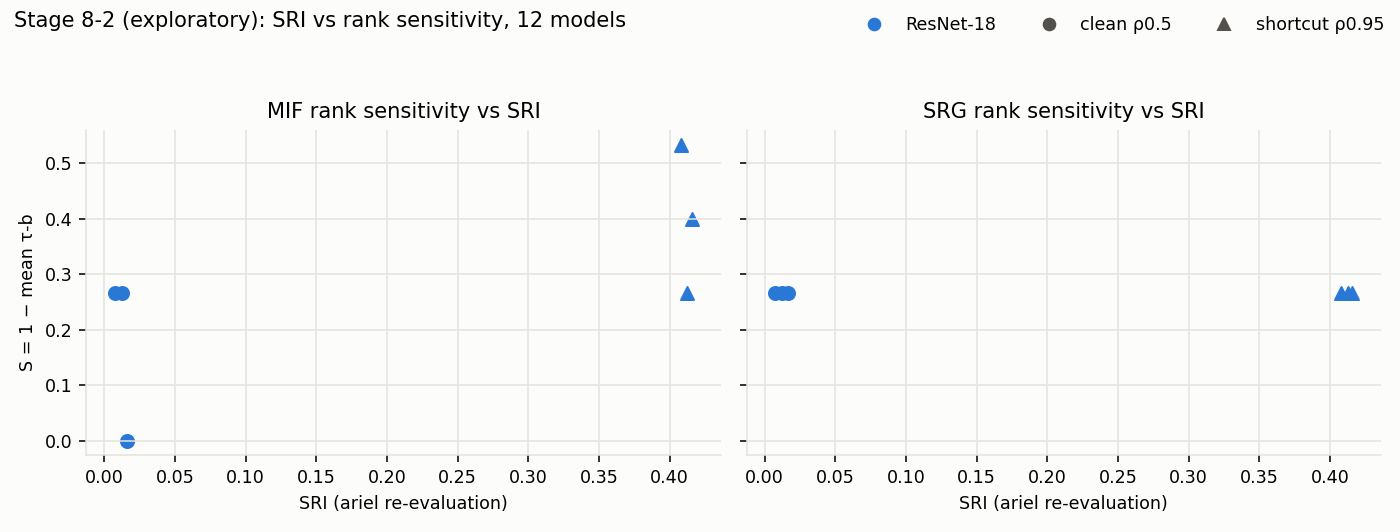 Stage 8-2 (exploratory): SRI vs rank sensitivity, 12 models
ResNet-18
clean ρ0.5
shortcut ρ0.95
MIF rank sensitivity vs SRI
SRG rank sensitivity vs SRI
S = 1 − mean τ-b
0.5
0.4
0.3
0.2
0.1
0.0
0.00 0.05 0.10 0.15 0.20 0.25 0.30 0.35 0.40
0.00 0.05 0.10 0.15 0.20 0.25 0.30 0.35 0.40
SRI (ariel re-evaluation)
SRI (ariel re-evaluation)